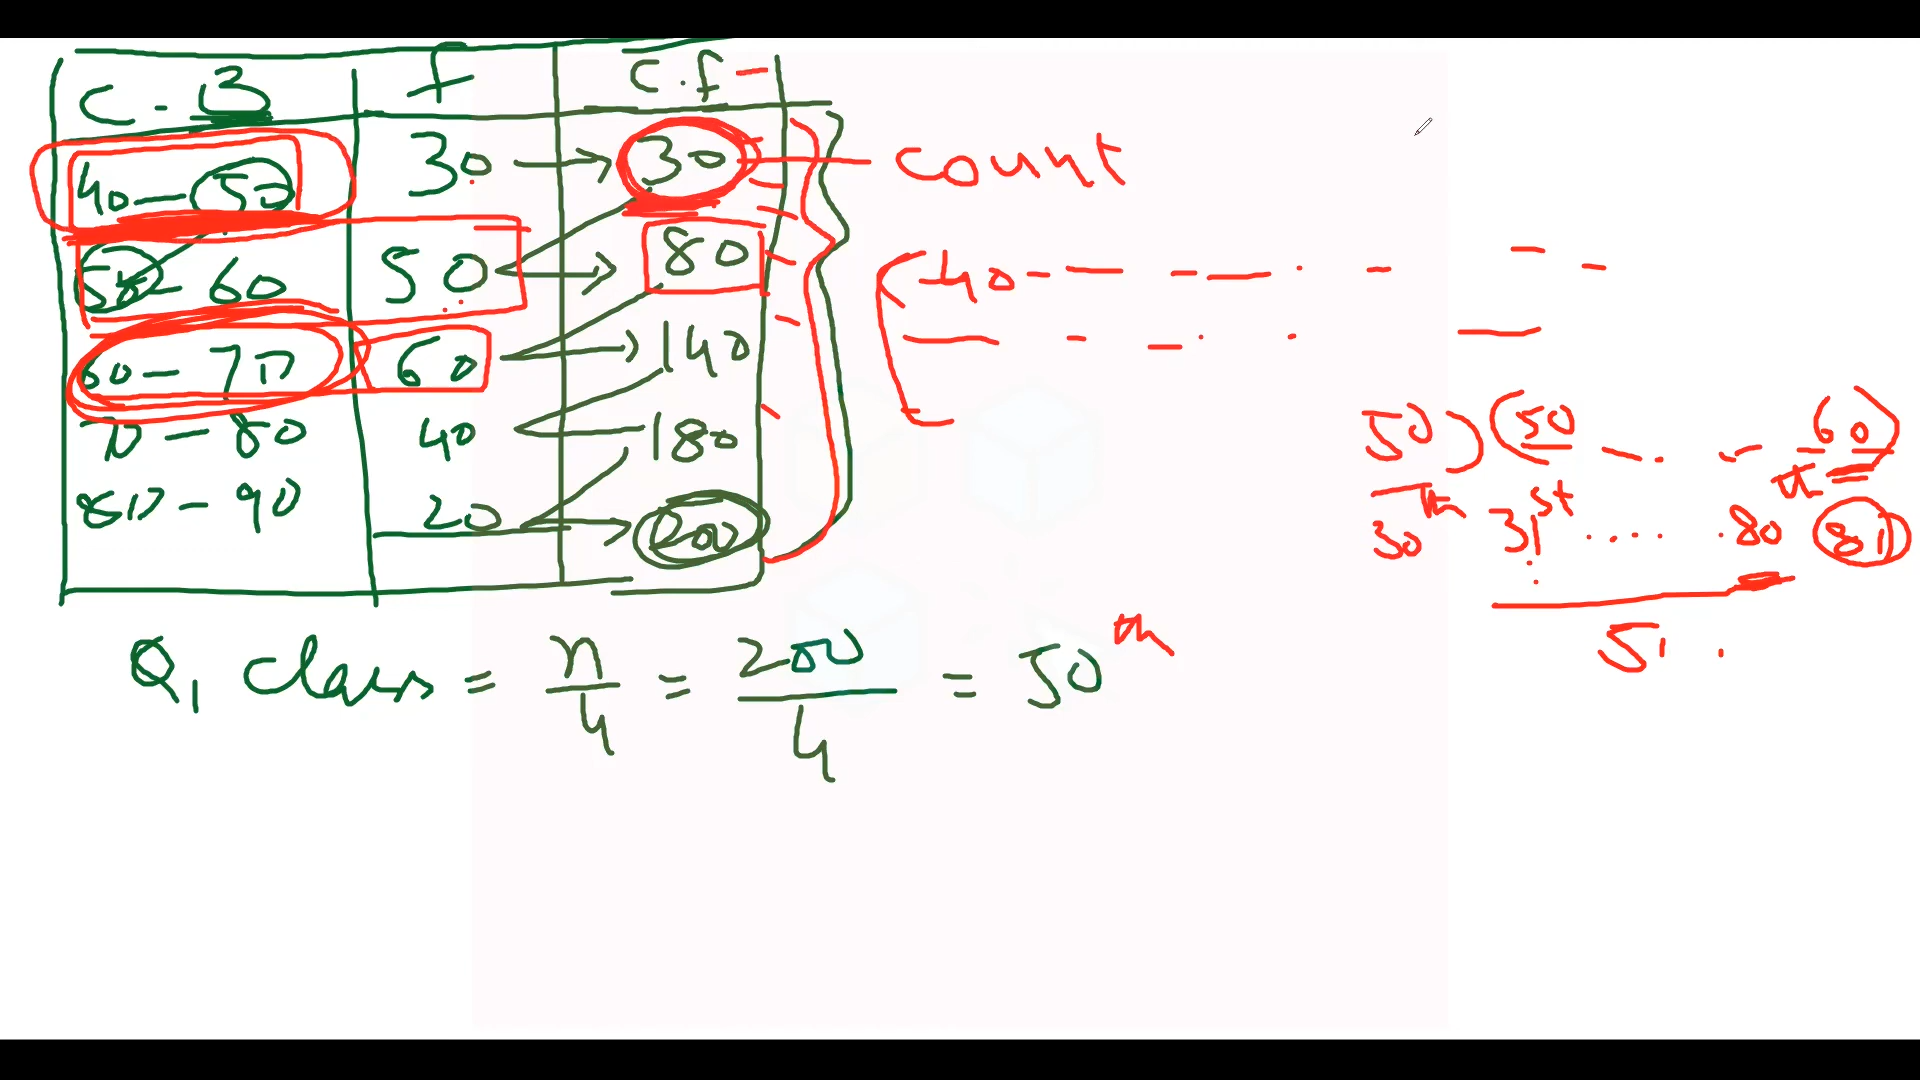 C - B f c.f
40 - 50 30 30 count
50 - 60 50 80 40
60 - 70 60 140
70 - 80 40 180 50) (50 60)
80 - 90 20 200 30th 31st ..... 80 81
51
Q1 class = n/4 = 200/4 = 50th